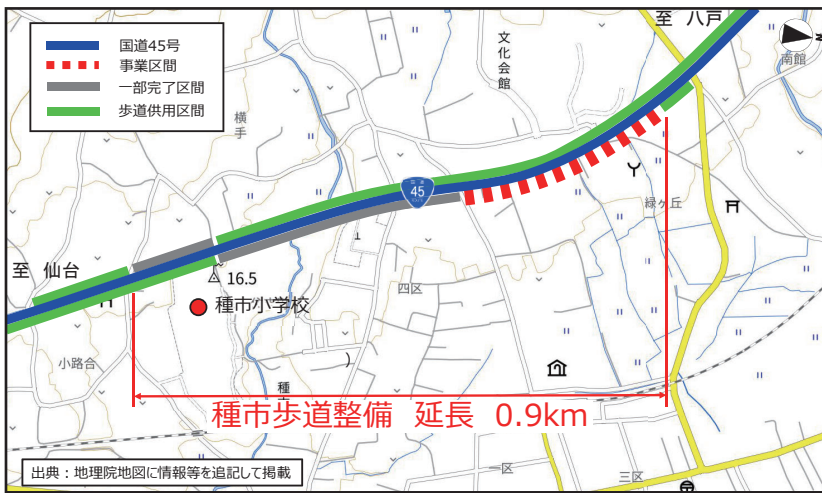 国道45号
事業区間
一部完了区間
歩道供用区間
至 八戸
南館
文化会館
横手
45
緑ヶ丘
至 仙台
16.5
種市小学校
四区
小路合
種市歩道整備 延長 0.9km
一区
三区
出典：地理院地図に情報等を追記して掲載